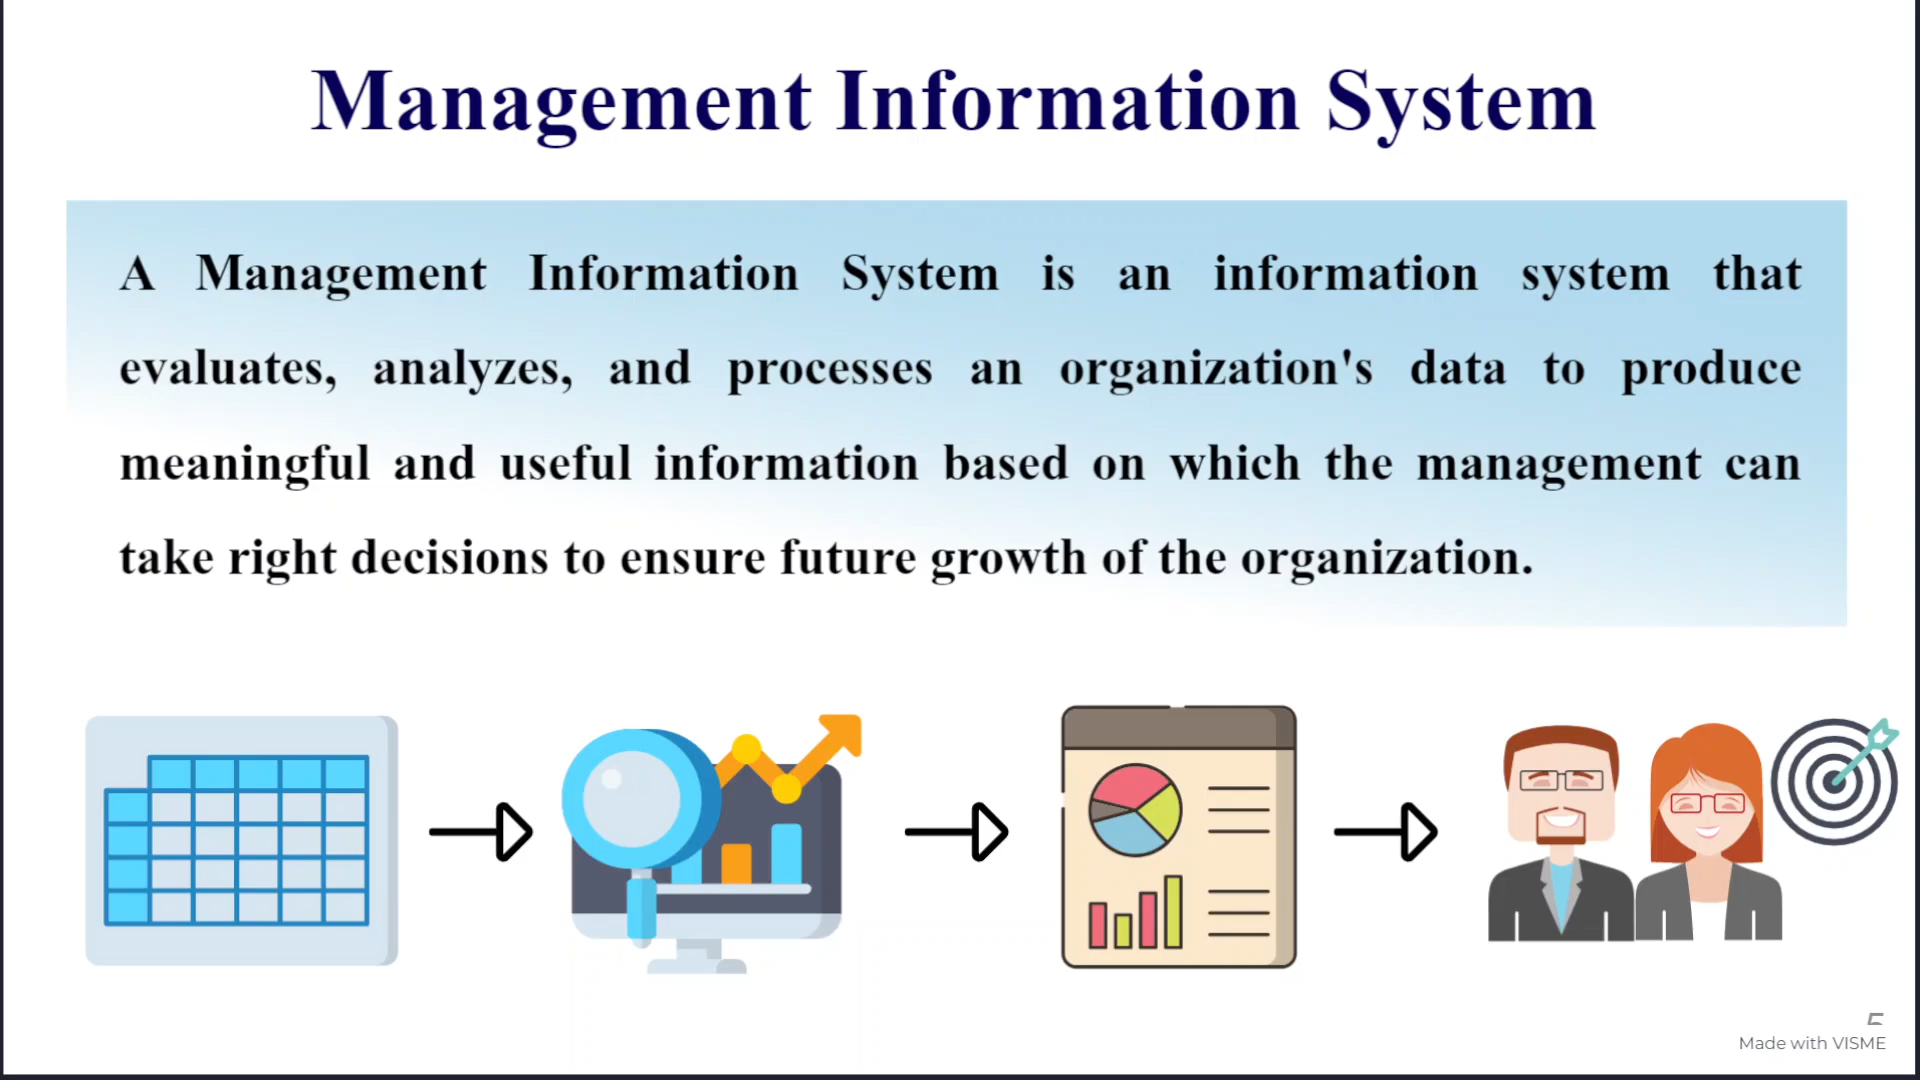 Management Information System
A Management Information System is an information system that
evaluates, analyzes, and processes an organization's data to produce
meaningful and useful information based on which the management can
take right decisions to ensure future growth of the organization.
5
Made with VISME